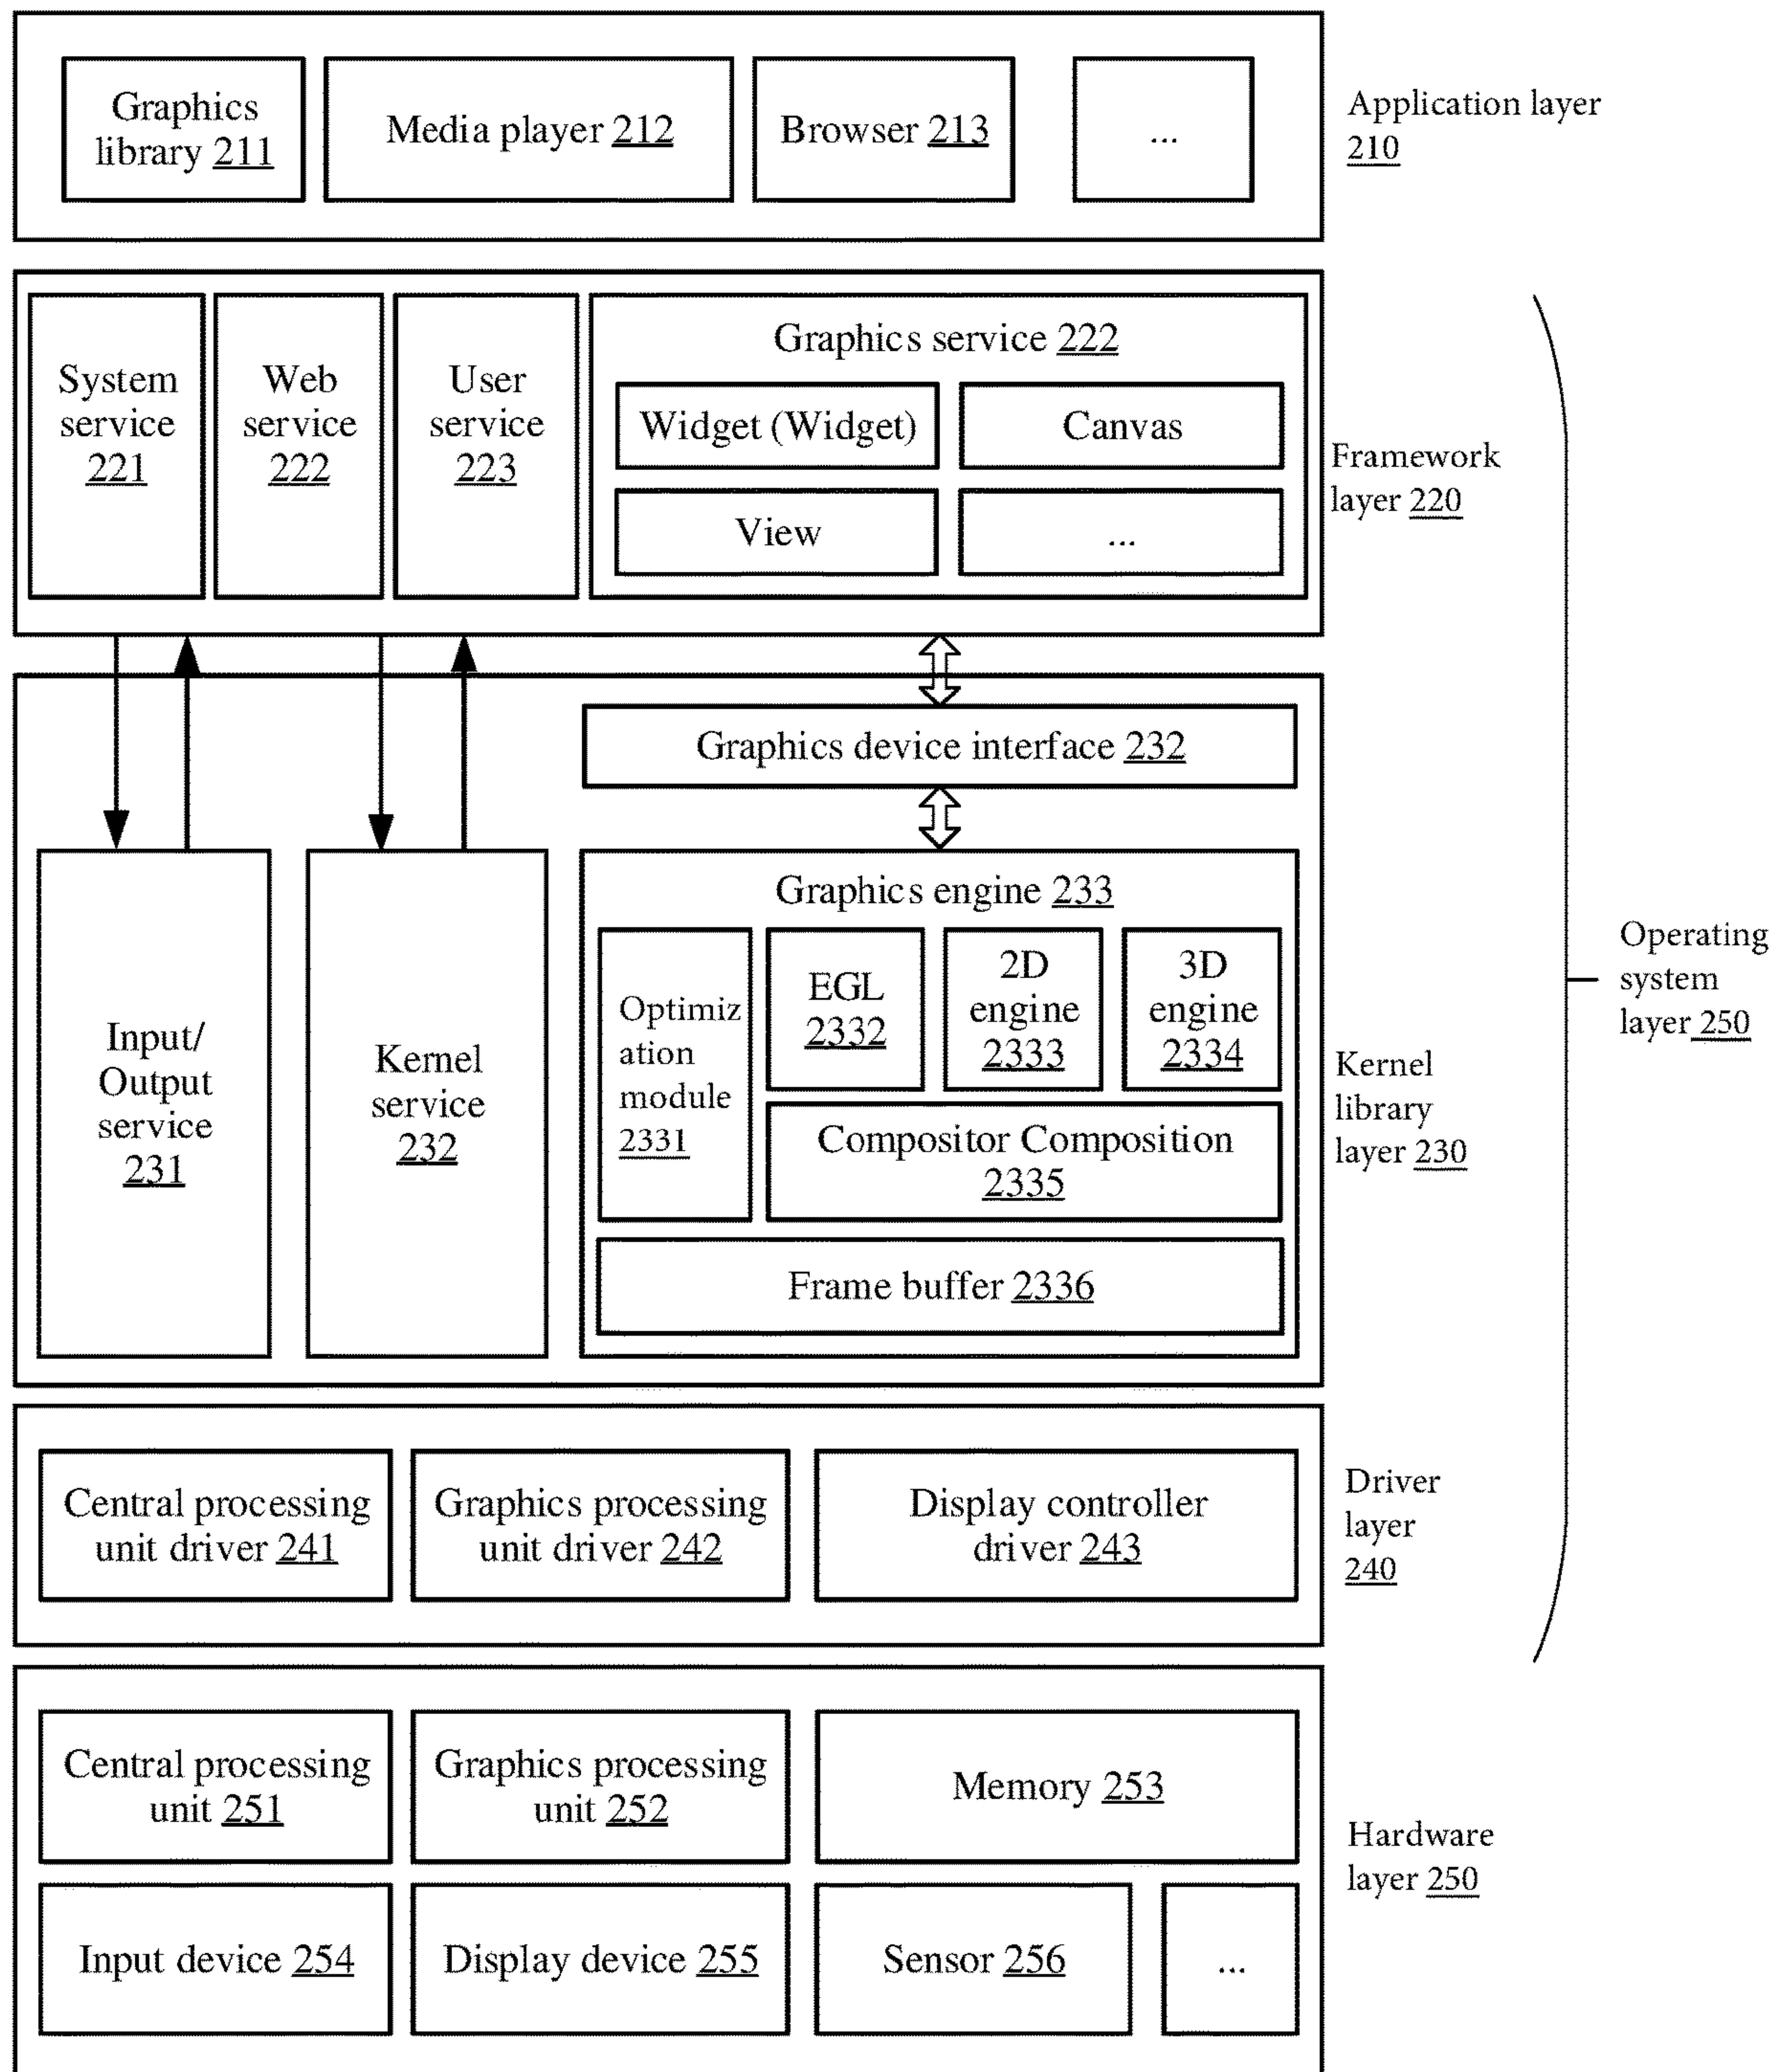 Graphics
library 211
Media player 212
Browser 213
...
Application layer
210
System
service
221
Web
service
222
User
service
223
Graphics service 222
Widget (Widget)
Canvas
View
...
Framework
layer 220
Graphics device interface 232
Input/
Output
service
231
Kernel
service
232
Graphics engine 233
Optimiz
ation
module
2331
EGL
2332
2D
engine
2333
3D
engine
2334
Compositor Composition
2335
Frame buffer 2336
Kernel
library
layer 230
Operating
system
layer 250
Central processing
unit driver 241
Graphics processing
unit driver 242
Display controller
driver 243
Driver
layer
240
Central processing
unit 251
Graphics processing
unit 252
Memory 253
Input device 254
Display device 255
Sensor 256
...
Hardware
layer 250